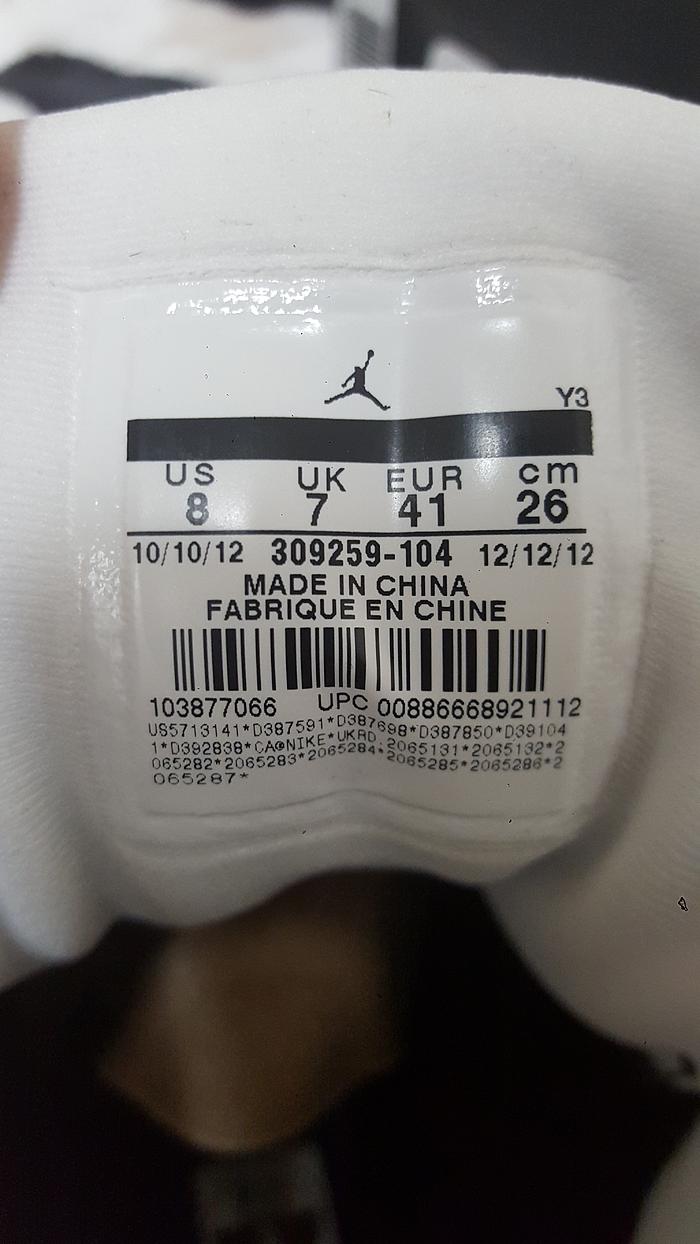 Y3
US UK EUR cm
8 7 41 26
10/10/12 309259-104 12/12/12
MADE IN CHINA
FABRIQUE EN CHINE
103877066 UPC 00886668921112
US5713141*D387591*D387698*D387850*D39104
1*D392838*CA@NIKE*UKRD:2065131*2065132*2
065282*2065283*2065284*2065285*2065286*2
065287*